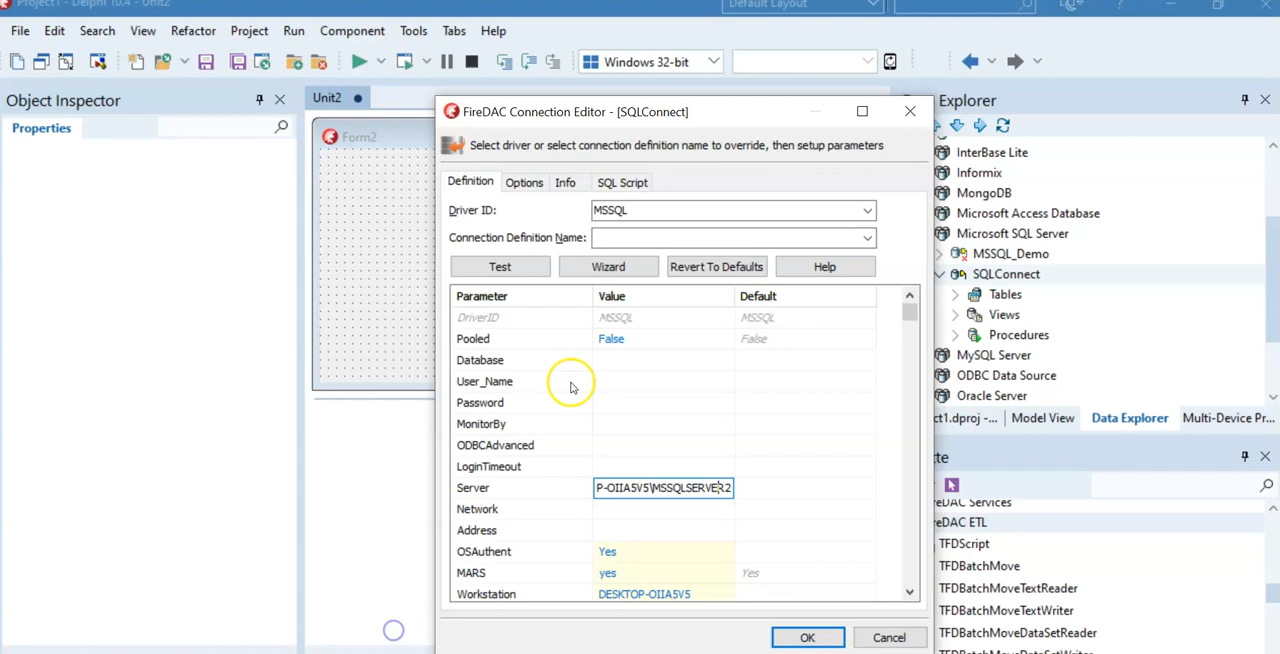 Project1 - Delphi 10.4 - Unit2
Default Layout
File Edit Search View Refactor Project Run Component Tools Tabs Help
Windows 32-bit
Object Inspector
Properties
Unit2
Form2
FireDAC Connection Editor - [SQLConnect]
Select driver or select connection definition name to override, then setup parameters
Definition Options Info SQL Script
Driver ID: MSSQL
Connection Definition Name:
Test Wizard Revert To Defaults Help
Parameter Value Default
DriverID MSSQL MSSQL
Pooled False False
Database
User_Name
Password
MonitorBy
ODBCAdvanced
LoginTimeout
Server P-OIIA5V5\MSSQLSERVER2
Network
Address
OSAuthent Yes
MARS yes Yes
Workstation DESKTOP-OIIA5V5
OK Cancel
Explorer
InterBase Lite
Informix
MongoDB
Microsoft Access Database
Microsoft SQL Server
MSSQL_Demo
SQLConnect
Tables
Views
Procedures
MySQL Server
ODBC Data Source
Oracle Server
ct1.dproj -... Model View Data Explorer Multi-Device Pr...
tte
reDAC Services
reDAC ETL
TFDScript
TFDBatchMove
TFDBatchMoveTextReader
TFDBatchMoveTextWriter
TFDBatchMoveDataSetReader
TFDBatchMoveDataSetWriter